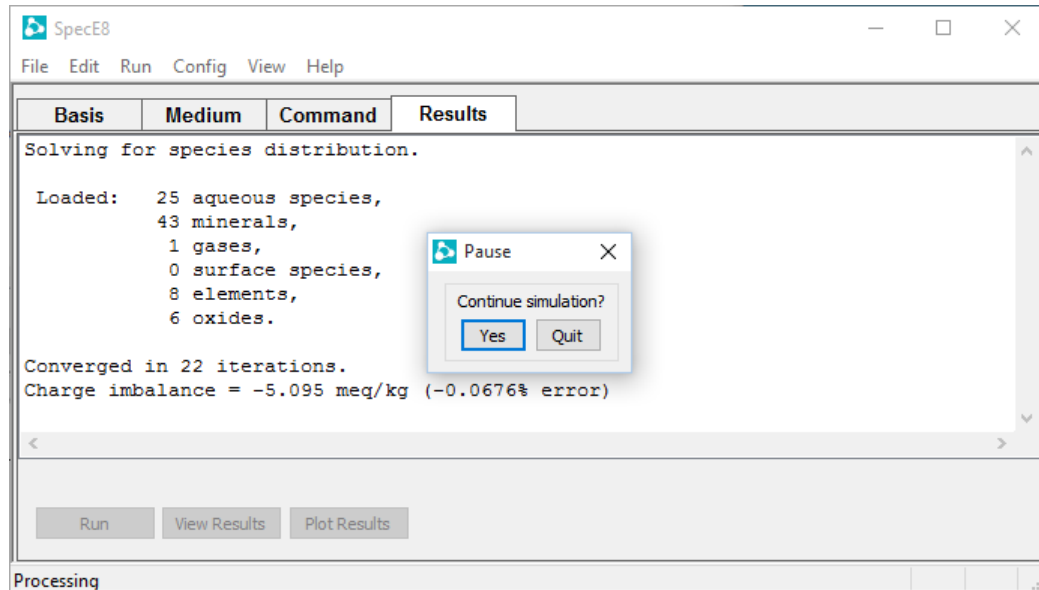 SpecE8
File Edit Run Config View Help
Basis Medium Command Results
Solving for species distribution.
Loaded: 25 aqueous species,
43 minerals,
1 gases,
0 surface species,
8 elements,
6 oxides.
Converged in 22 iterations.
Charge imbalance = -5.095 meq/kg (-0.0676% error)
Pause
Continue simulation?
Yes Quit
Run View Results Plot Results
Processing